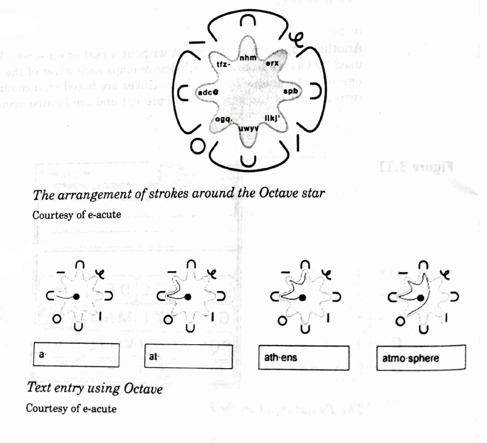 nhm
tfz-
erx
adc@
spb
ogq.
ilkj'
uwyv
The arrangement of strokes around the Octave star
Courtesy of e-acute
a·
at·
ath·ens
atmo·sphere
Text entry using Octave
Courtesy of e-acute